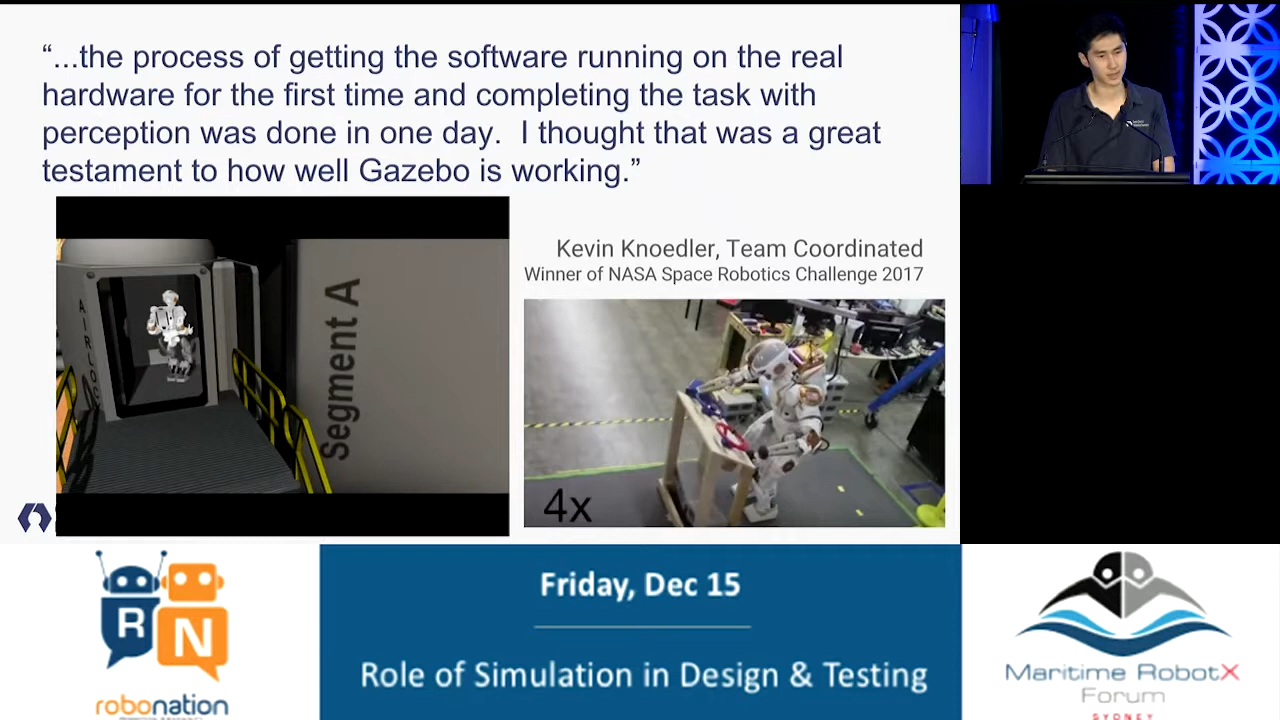 “...the process of getting the software running on the real
hardware for the first time and completing the task with
perception was done in one day.  I thought that was a great
testament to how well Gazebo is working.”
Kevin Knoedler, Team Coordinated
Winner of NASA Space Robotics Challenge 2017
AIRLOC
Segment A
4x
RN
robonation
Friday, Dec 15
Role of Simulation in Design & Testing
Maritime RobotX
Forum
SYDNEY